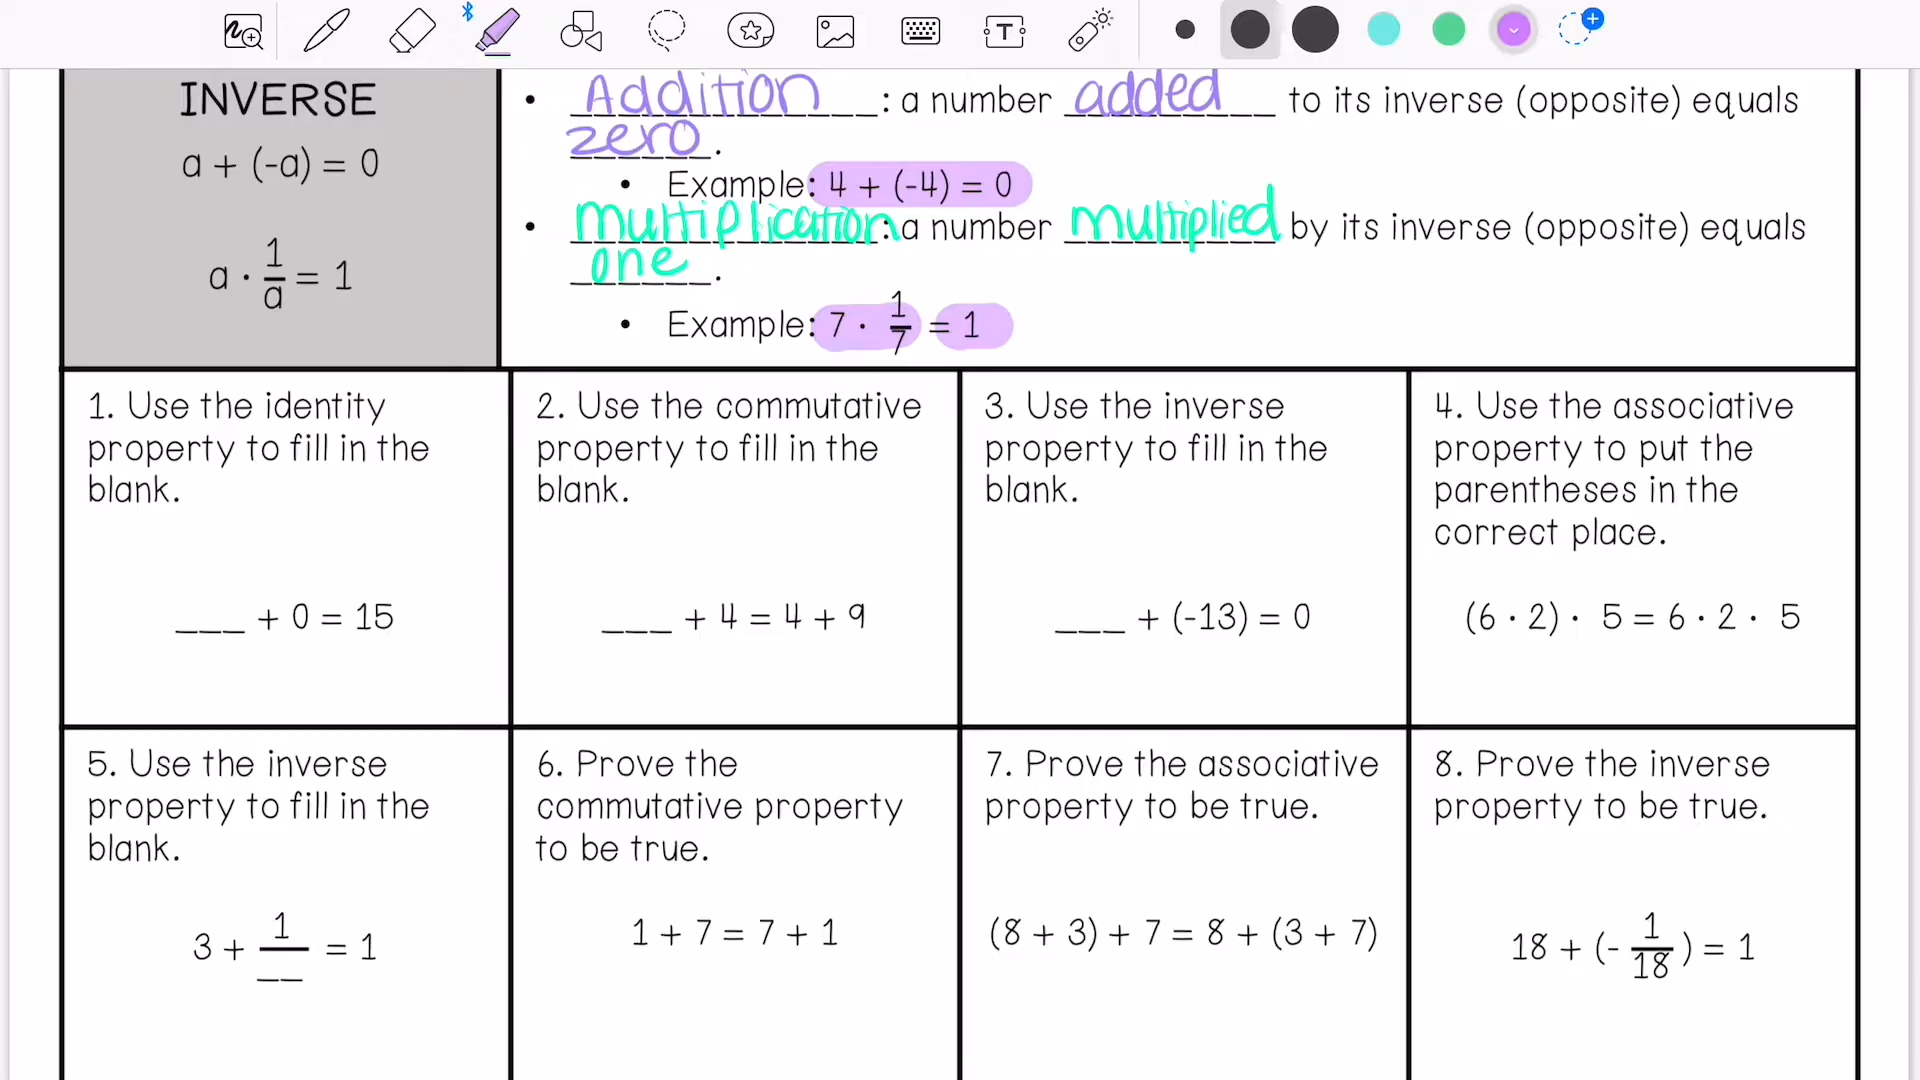 INVERSE
a + (-a) = 0
a · 1/a = 1
• Addition : a number added to its inverse (opposite) equals
zero.
• Example: 4 + (-4) = 0
• multiplication : a number multiplied by its inverse (opposite) equals
one.
• Example: 7 · 1/7 = 1
1. Use the identity
property to fill in the
blank.
___ + 0 = 15
2. Use the commutative
property to fill in the
blank.
___ + 4 = 4 + 9
3. Use the inverse
property to fill in the
blank.
___ + (-13) = 0
4. Use the associative
property to put the
parentheses in the
correct place.
(6 · 2) · 5 = 6 · 2 · 5
5. Use the inverse
property to fill in the
blank.
3 + 1/__ = 1
6. Prove the
commutative property
to be true.
1 + 7 = 7 + 1
7. Prove the associative
property to be true.
(8 + 3) + 7 = 8 + (3 + 7)
8. Prove the inverse
property to be true.
18 + (- 1/18 ) = 1